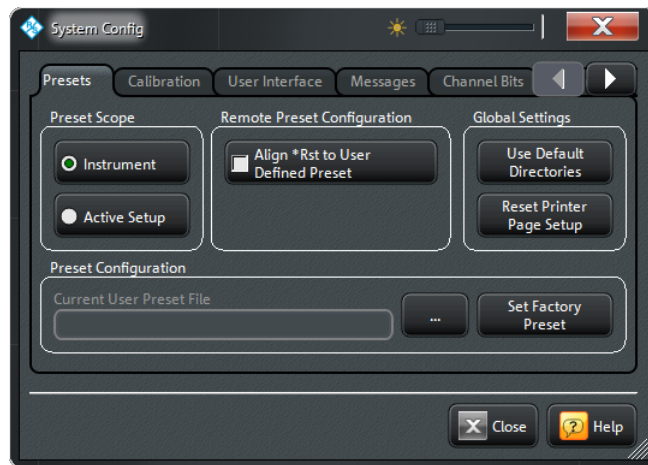 System Config
Presets
Calibration
User Interface
Messages
Channel Bits
Preset Scope
Instrument
Active Setup
Remote Preset Configuration
Align *Rst to User
Defined Preset
Global Settings
Use Default
Directories
Reset Printer
Page Setup
Preset Configuration
Current User Preset File
...
Set Factory
Preset
Close
Help